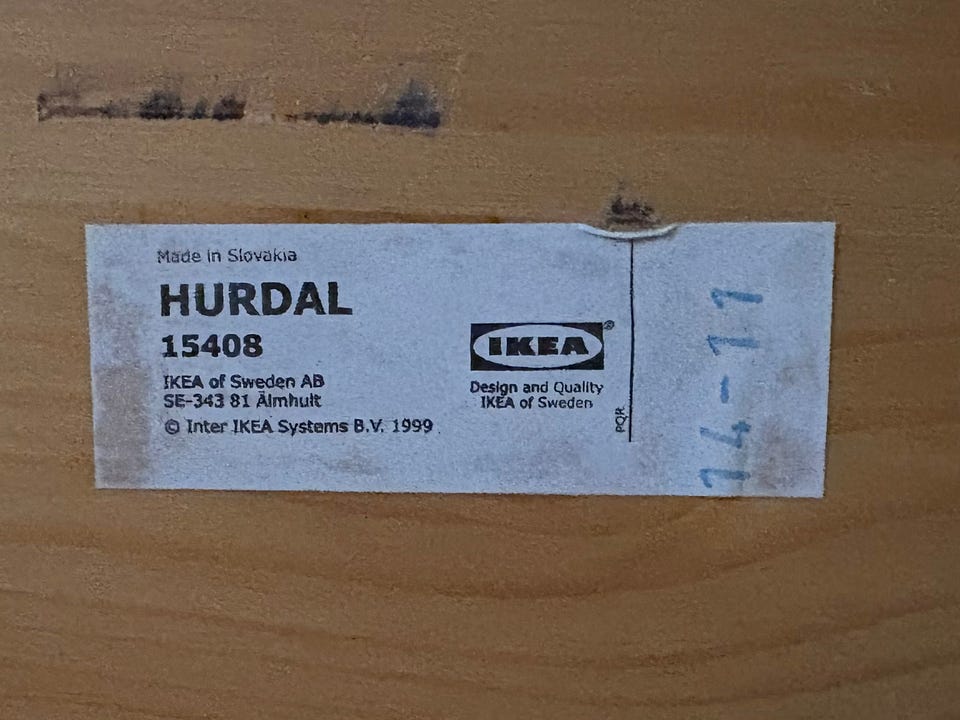 Made in Slovakia
HURDAL
15408
IKEA of Sweden AB
SE-343 81 Älmhult
© Inter IKEA Systems B.V. 1999
IKEA®
Design and Quality
IKEA of Sweden
PQR
14-11